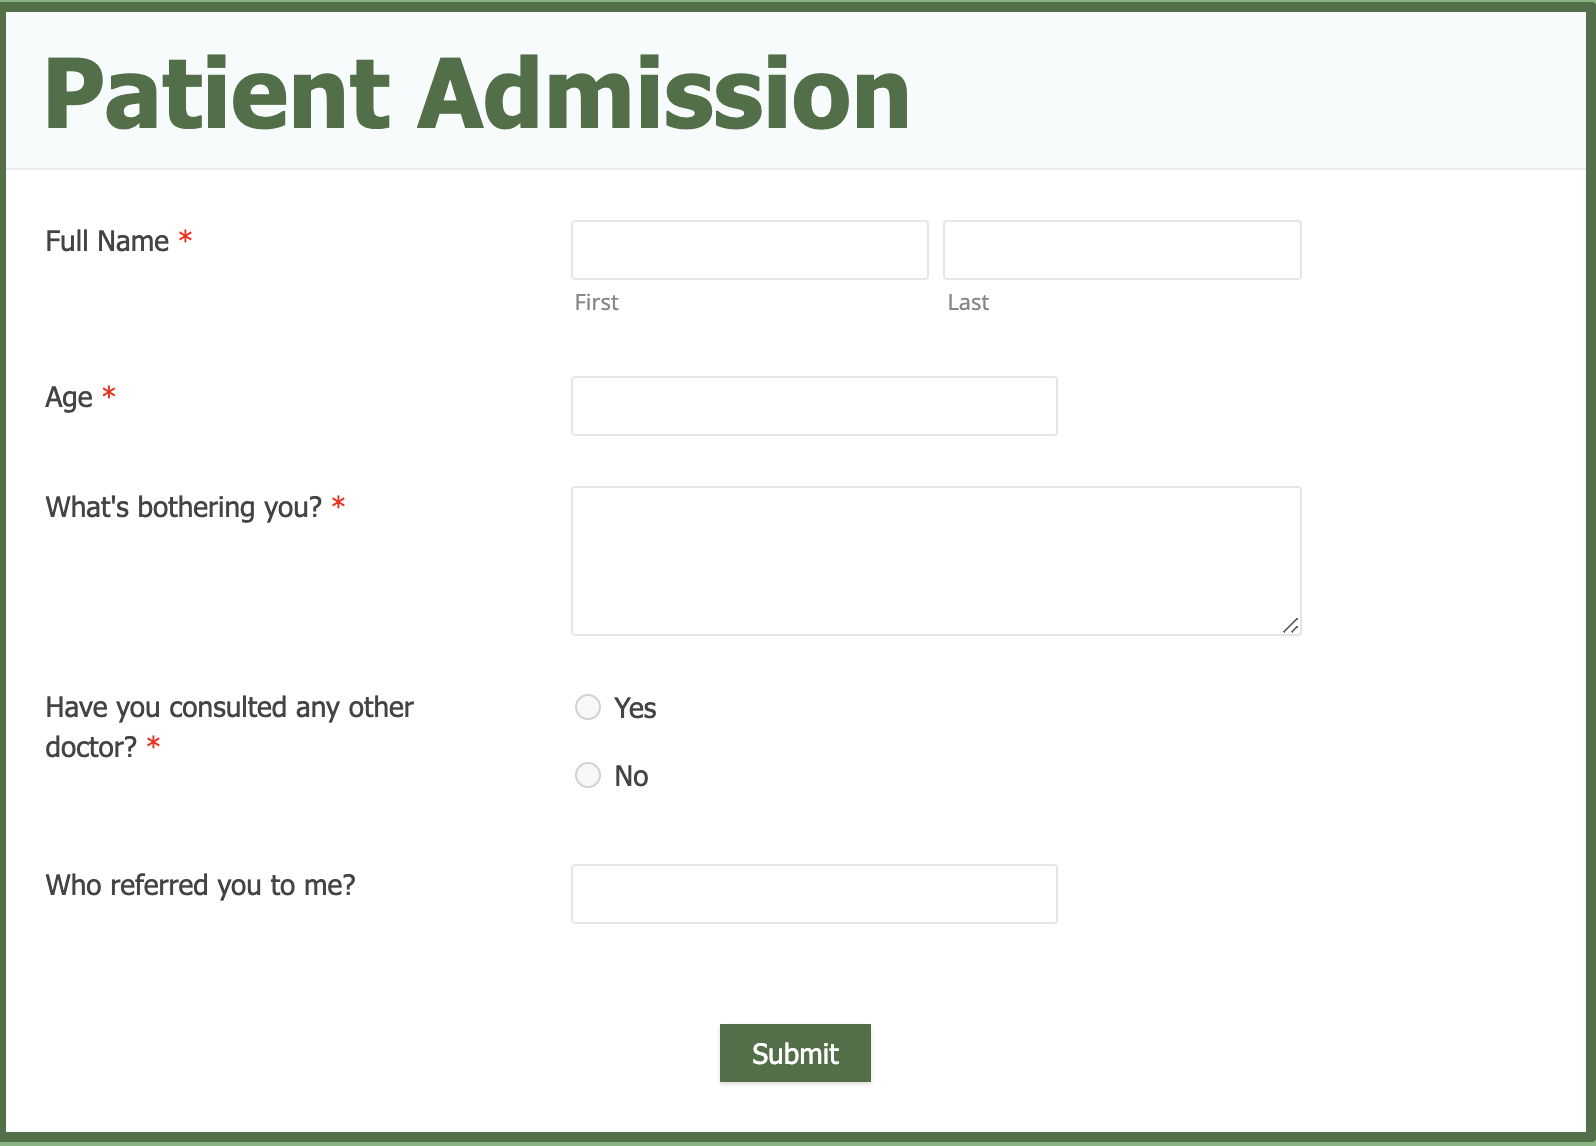 Patient Admission
Full Name *
First
Last
Age *
What's bothering you? *
Have you consulted any other
doctor? *
Yes
No
Who referred you to me?
Submit